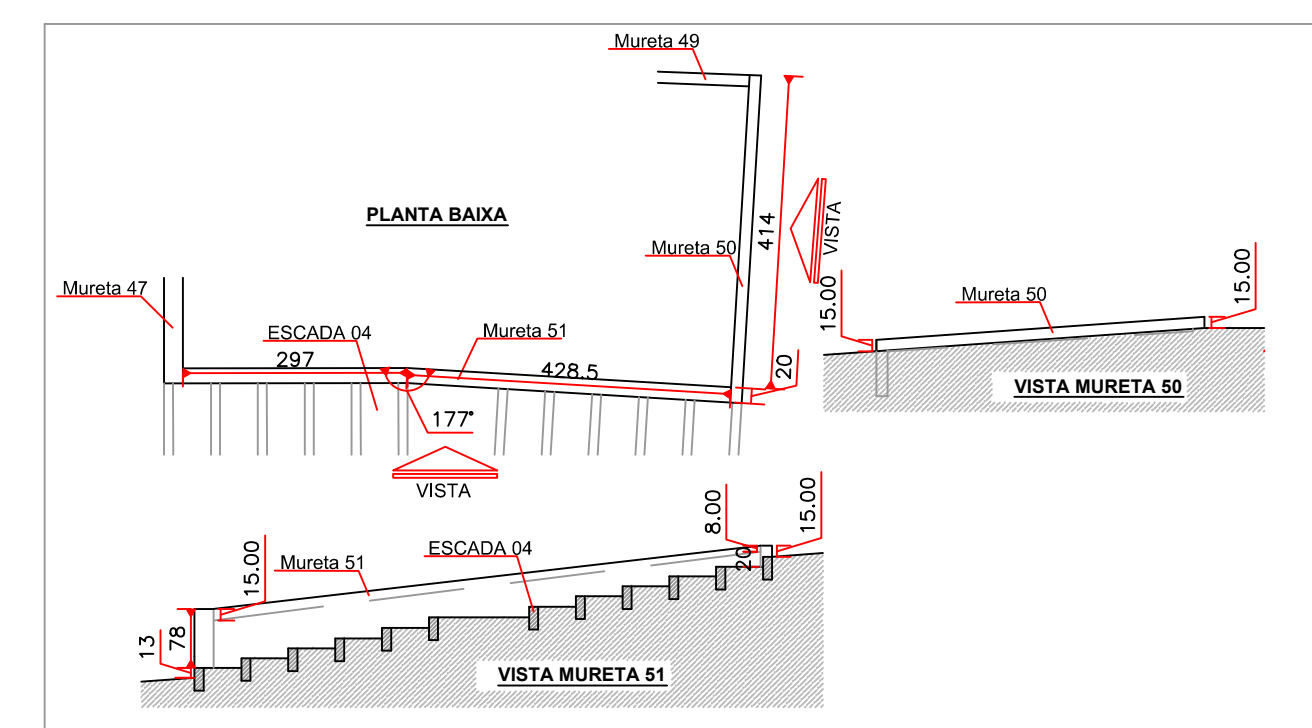 Mureta 49
PLANTA BAIXA
414
VISTA
Mureta 50
Mureta 47
ESCADA 04
Mureta 51
297
428.5
20
177°
VISTA
15.00
Mureta 50
15.00
VISTA MURETA 50
15.00
Mureta 51
ESCADA 04
8.00
15.00
20
13
78
VISTA MURETA 51